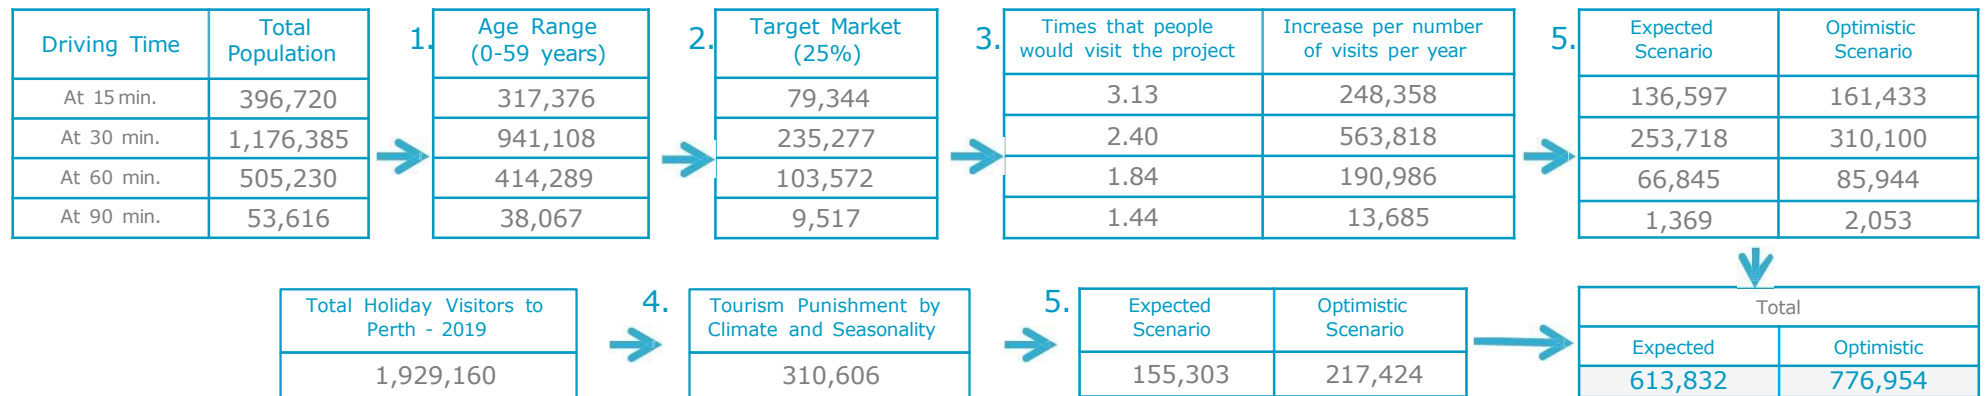 Driving Time
Total
Population
At 15 min.
396,720
At 30 min.
1,176,385
At 60 min.
505,230
At 90 min.
53,616
1.
Age Range
(0-59 years)
317,376
941,108
414,289
38,067
2.
Target Market
(25%)
79,344
235,277
103,572
9,517
3.
Times that people
would visit the project
Increase per number
of visits per year
3.13
248,358
2.40
563,818
1.84
190,986
1.44
13,685
5.
Expected
Scenario
Optimistic
Scenario
136,597
161,433
253,718
310,100
66,845
85,944
1,369
2,053
Total Holiday Visitors to
Perth - 2019
1,929,160
4.
Tourism Punishment by
Climate and Seasonality
310,606
5.
Expected
Scenario
Optimistic
Scenario
155,303
217,424
Total
Expected
Optimistic
613,832
776,954